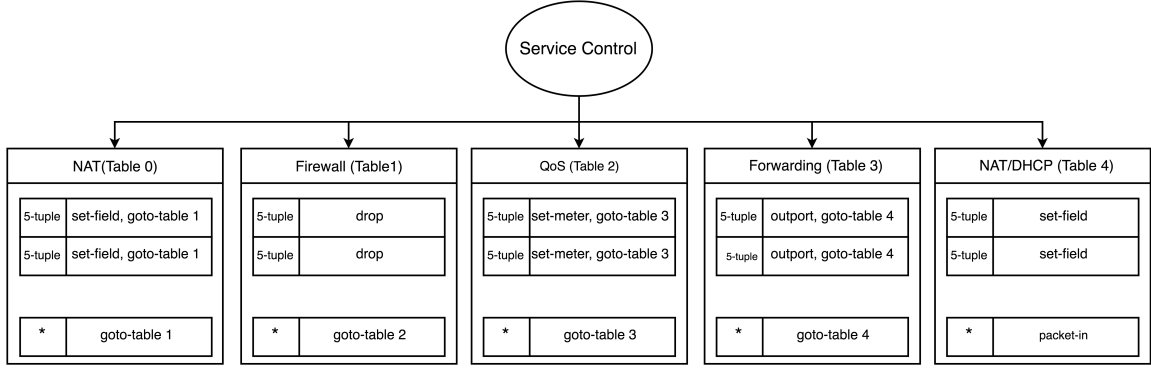 Service Control
NAT(Table 0)
5-tuple set-field, goto-table 1
5-tuple set-field, goto-table 1
* goto-table 1
Firewall (Table1)
5-tuple drop
5-tuple drop
* goto-table 2
QoS (Table 2)
5-tuple set-meter, goto-table 3
5-tuple set-meter, goto-table 3
* goto-table 3
Forwarding (Table 3)
5-tuple outport, goto-table 4
5-tuple outport, goto-table 4
* goto-table 4
NAT/DHCP (Table 4)
5-tuple set-field
5-tuple set-field
* packet-in